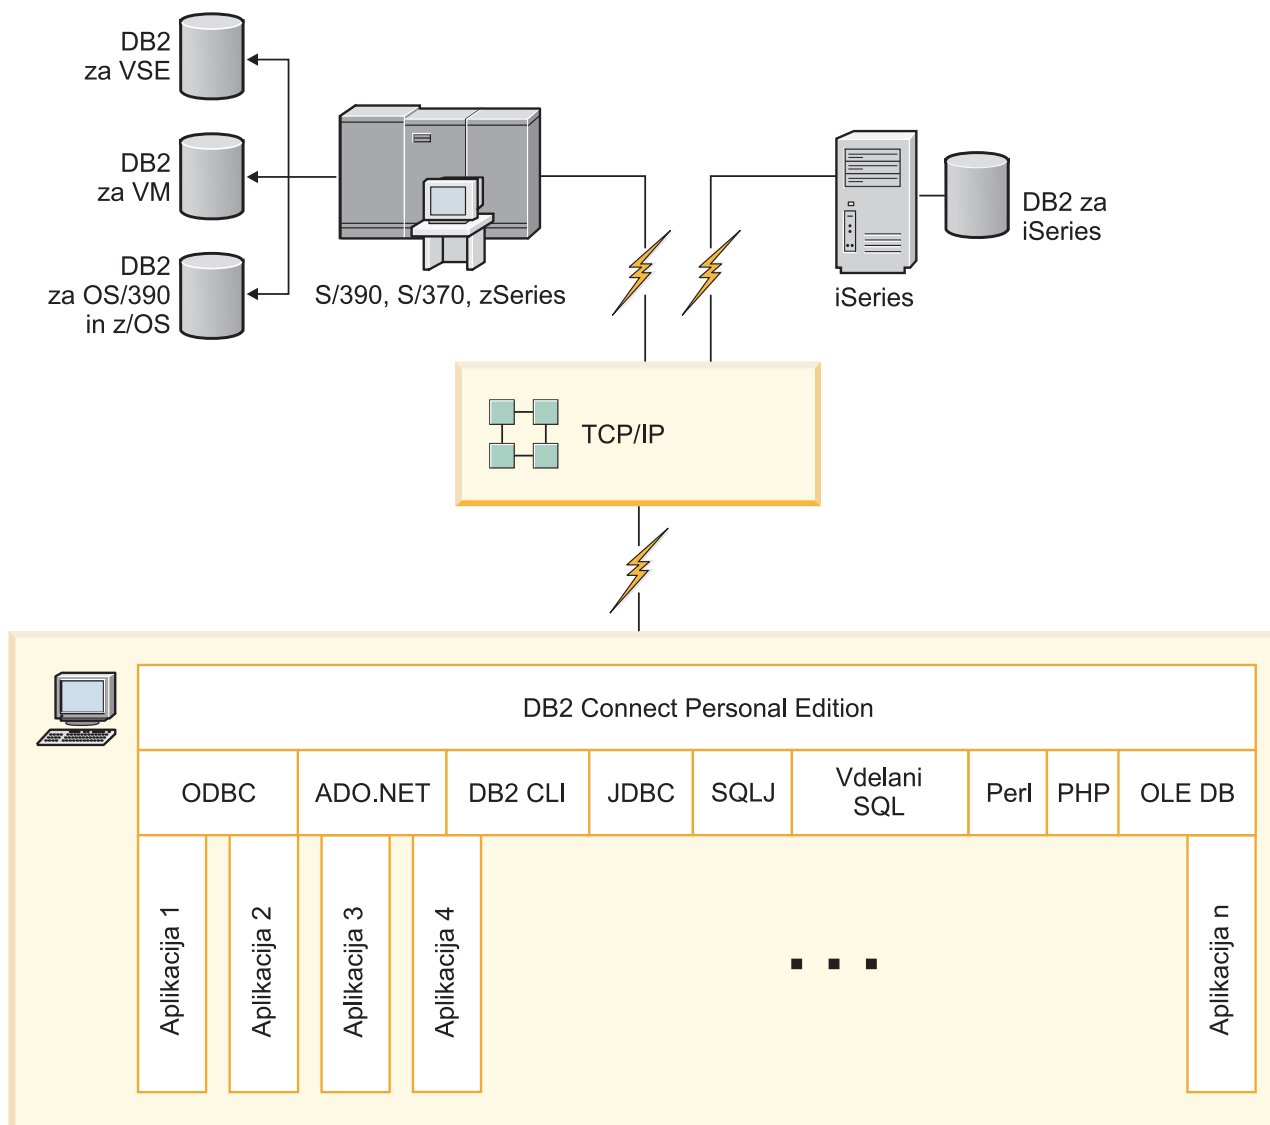 DB2
za VSE
DB2
za VM
DB2
za OS/390
in z/OS
S/390, S/370, zSeries
DB2 za
iSeries
iSeries
TCP/IP
DB2 Connect Personal Edition
ODBC
ADO.NET
DB2 CLI
JDBC
SQLJ
Vdelani
SQL
Perl
PHP
OLE DB
Aplikacija 1
Aplikacija 2
Aplikacija 3
Aplikacija 4
Aplikacija n